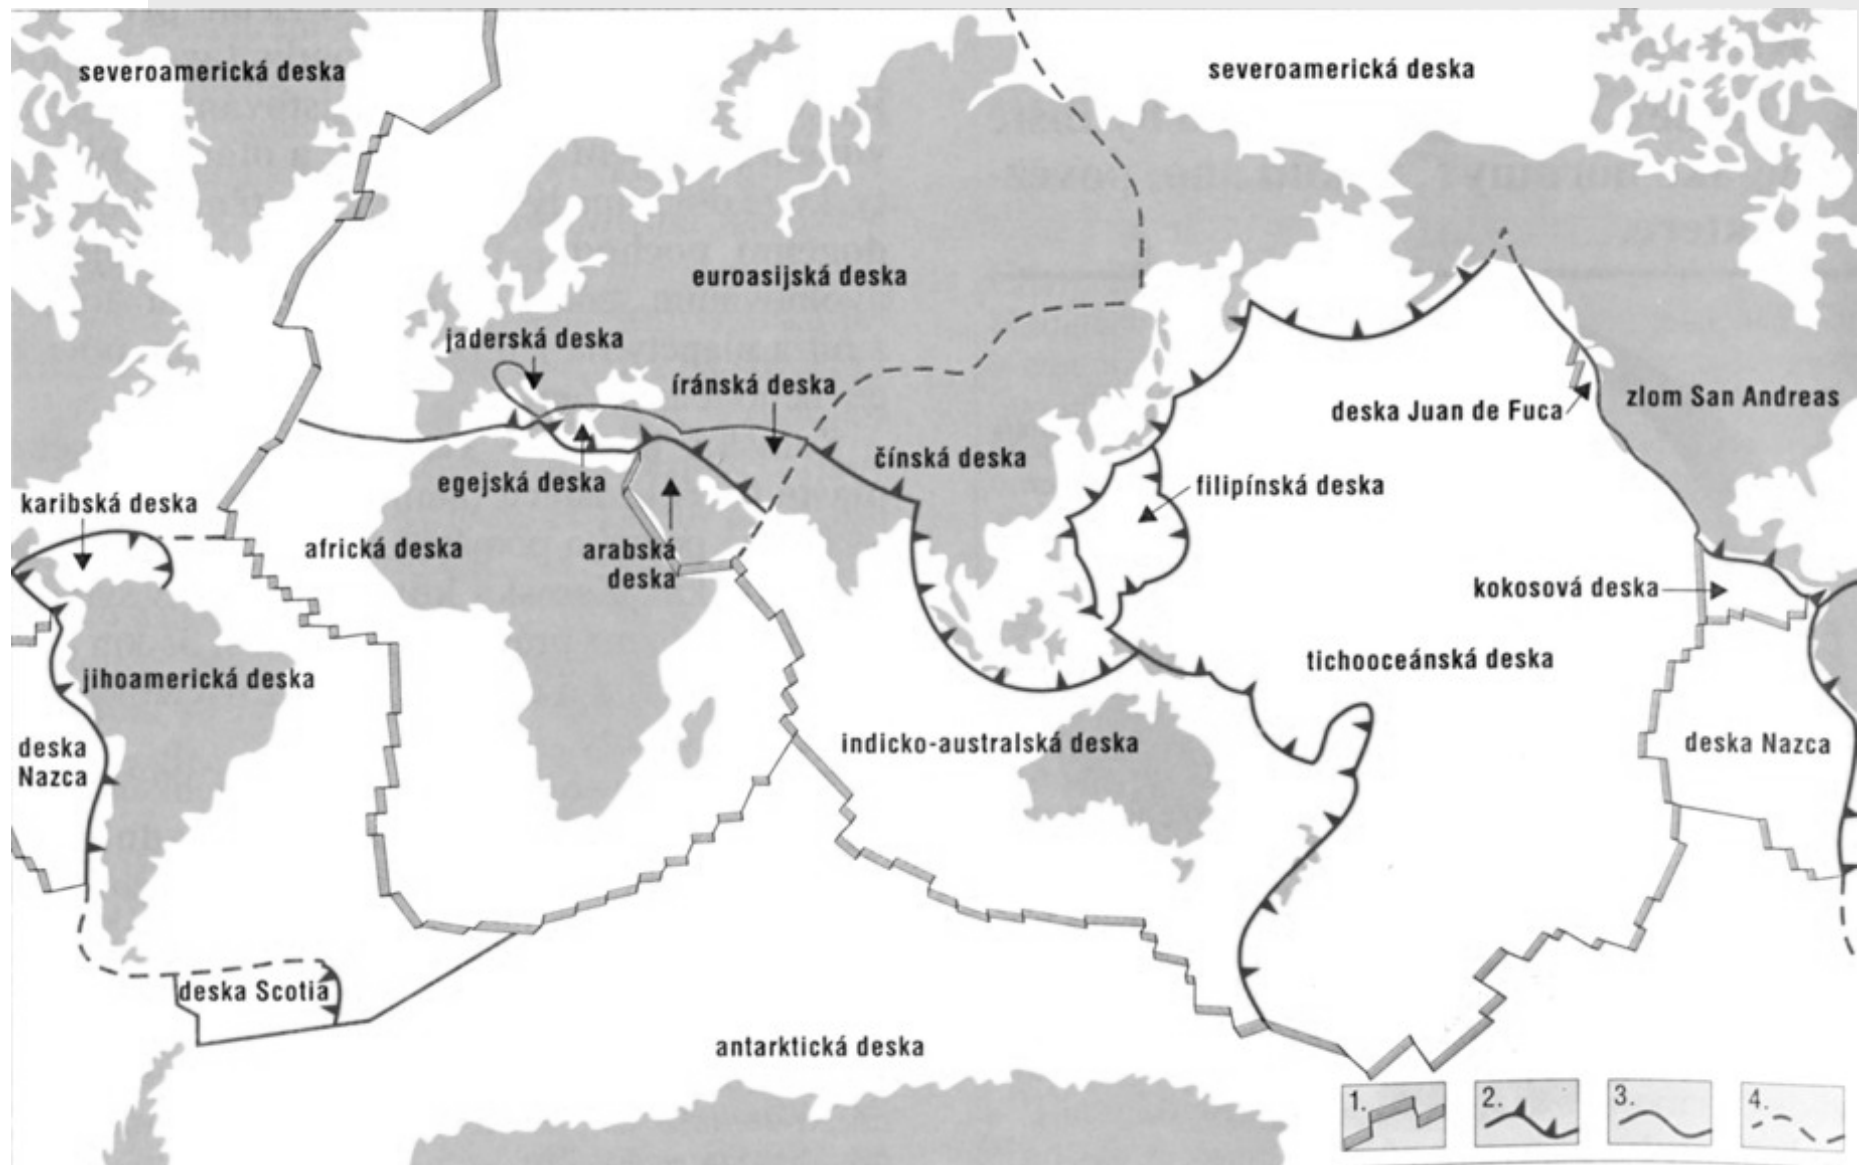 severoamerická deska
severoamerická deska
euroasijská deska
jaderská deska
íránská deska
deska Juan de Fuca
zlom San Andreas
čínská deska
egejská deska
filipínská deska
karibská deska
africká deska
arabská
deska
kokosová deska
tichooceánská deska
jihoamerická deska
deska
Nazca
indicko-australská deska
deska Nazca
deska Scotia
antarktická deska
1.
2.
3.
4.